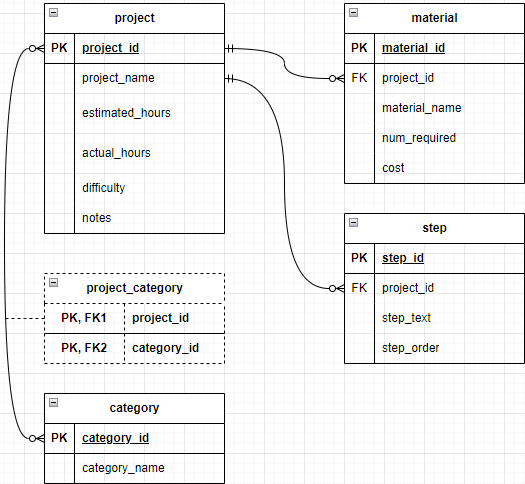 project
PK project_id
project_name
estimated_hours
actual_hours
difficulty
notes
material
PK material_id
FK project_id
material_name
num_required
cost
step
PK step_id
FK project_id
step_text
step_order
project_category
PK, FK1 project_id
PK, FK2 category_id
category
PK category_id
category_name